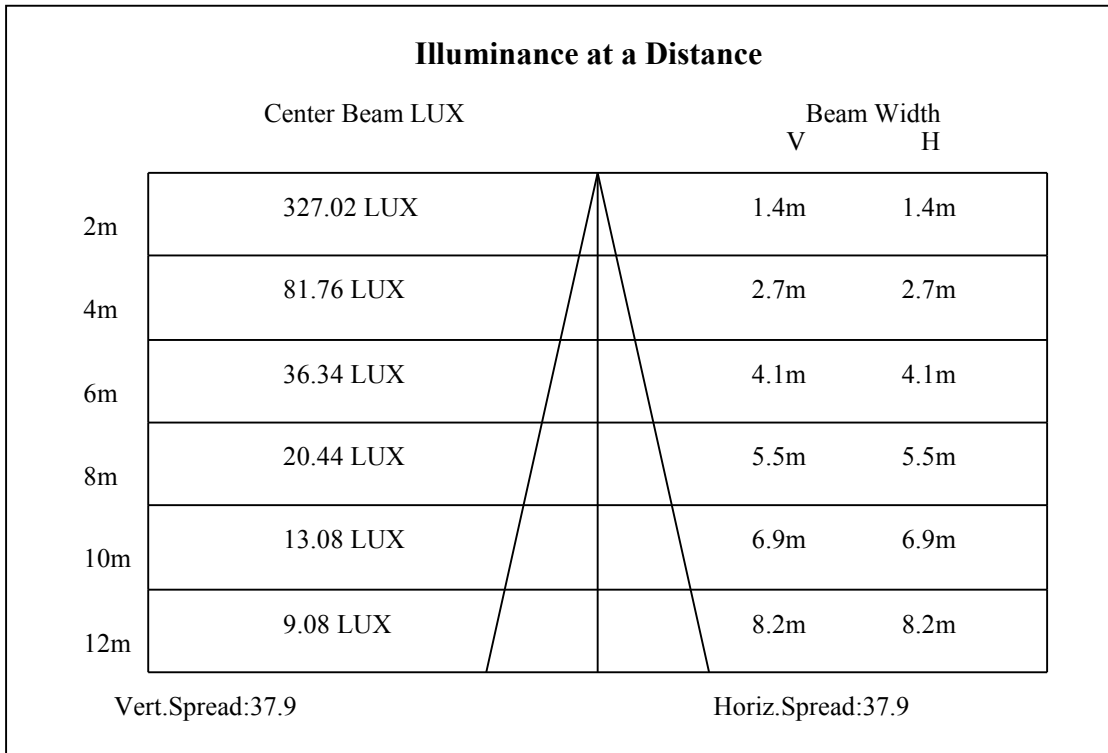 Illuminance at a Distance
Center Beam LUX Beam Width
V H
2m 327.02 LUX 1.4m 1.4m
4m 81.76 LUX 2.7m 2.7m
6m 36.34 LUX 4.1m 4.1m
8m 20.44 LUX 5.5m 5.5m
10m 13.08 LUX 6.9m 6.9m
12m 9.08 LUX 8.2m 8.2m
Vert.Spread:37.9 Horiz.Spread:37.9